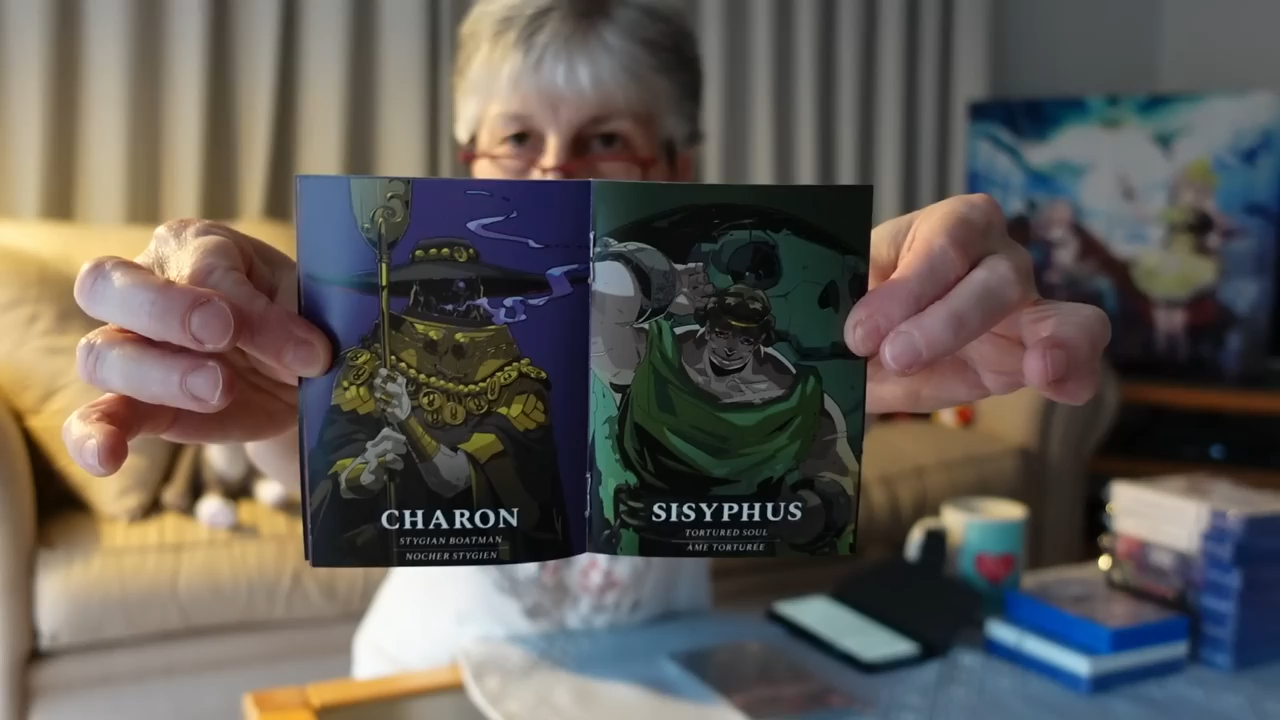 CHARON
STYGIAN BOATMAN
NOCHER STYGIEN
SISYPHUS
TORTURED SOUL
ÂME TORTURÉE